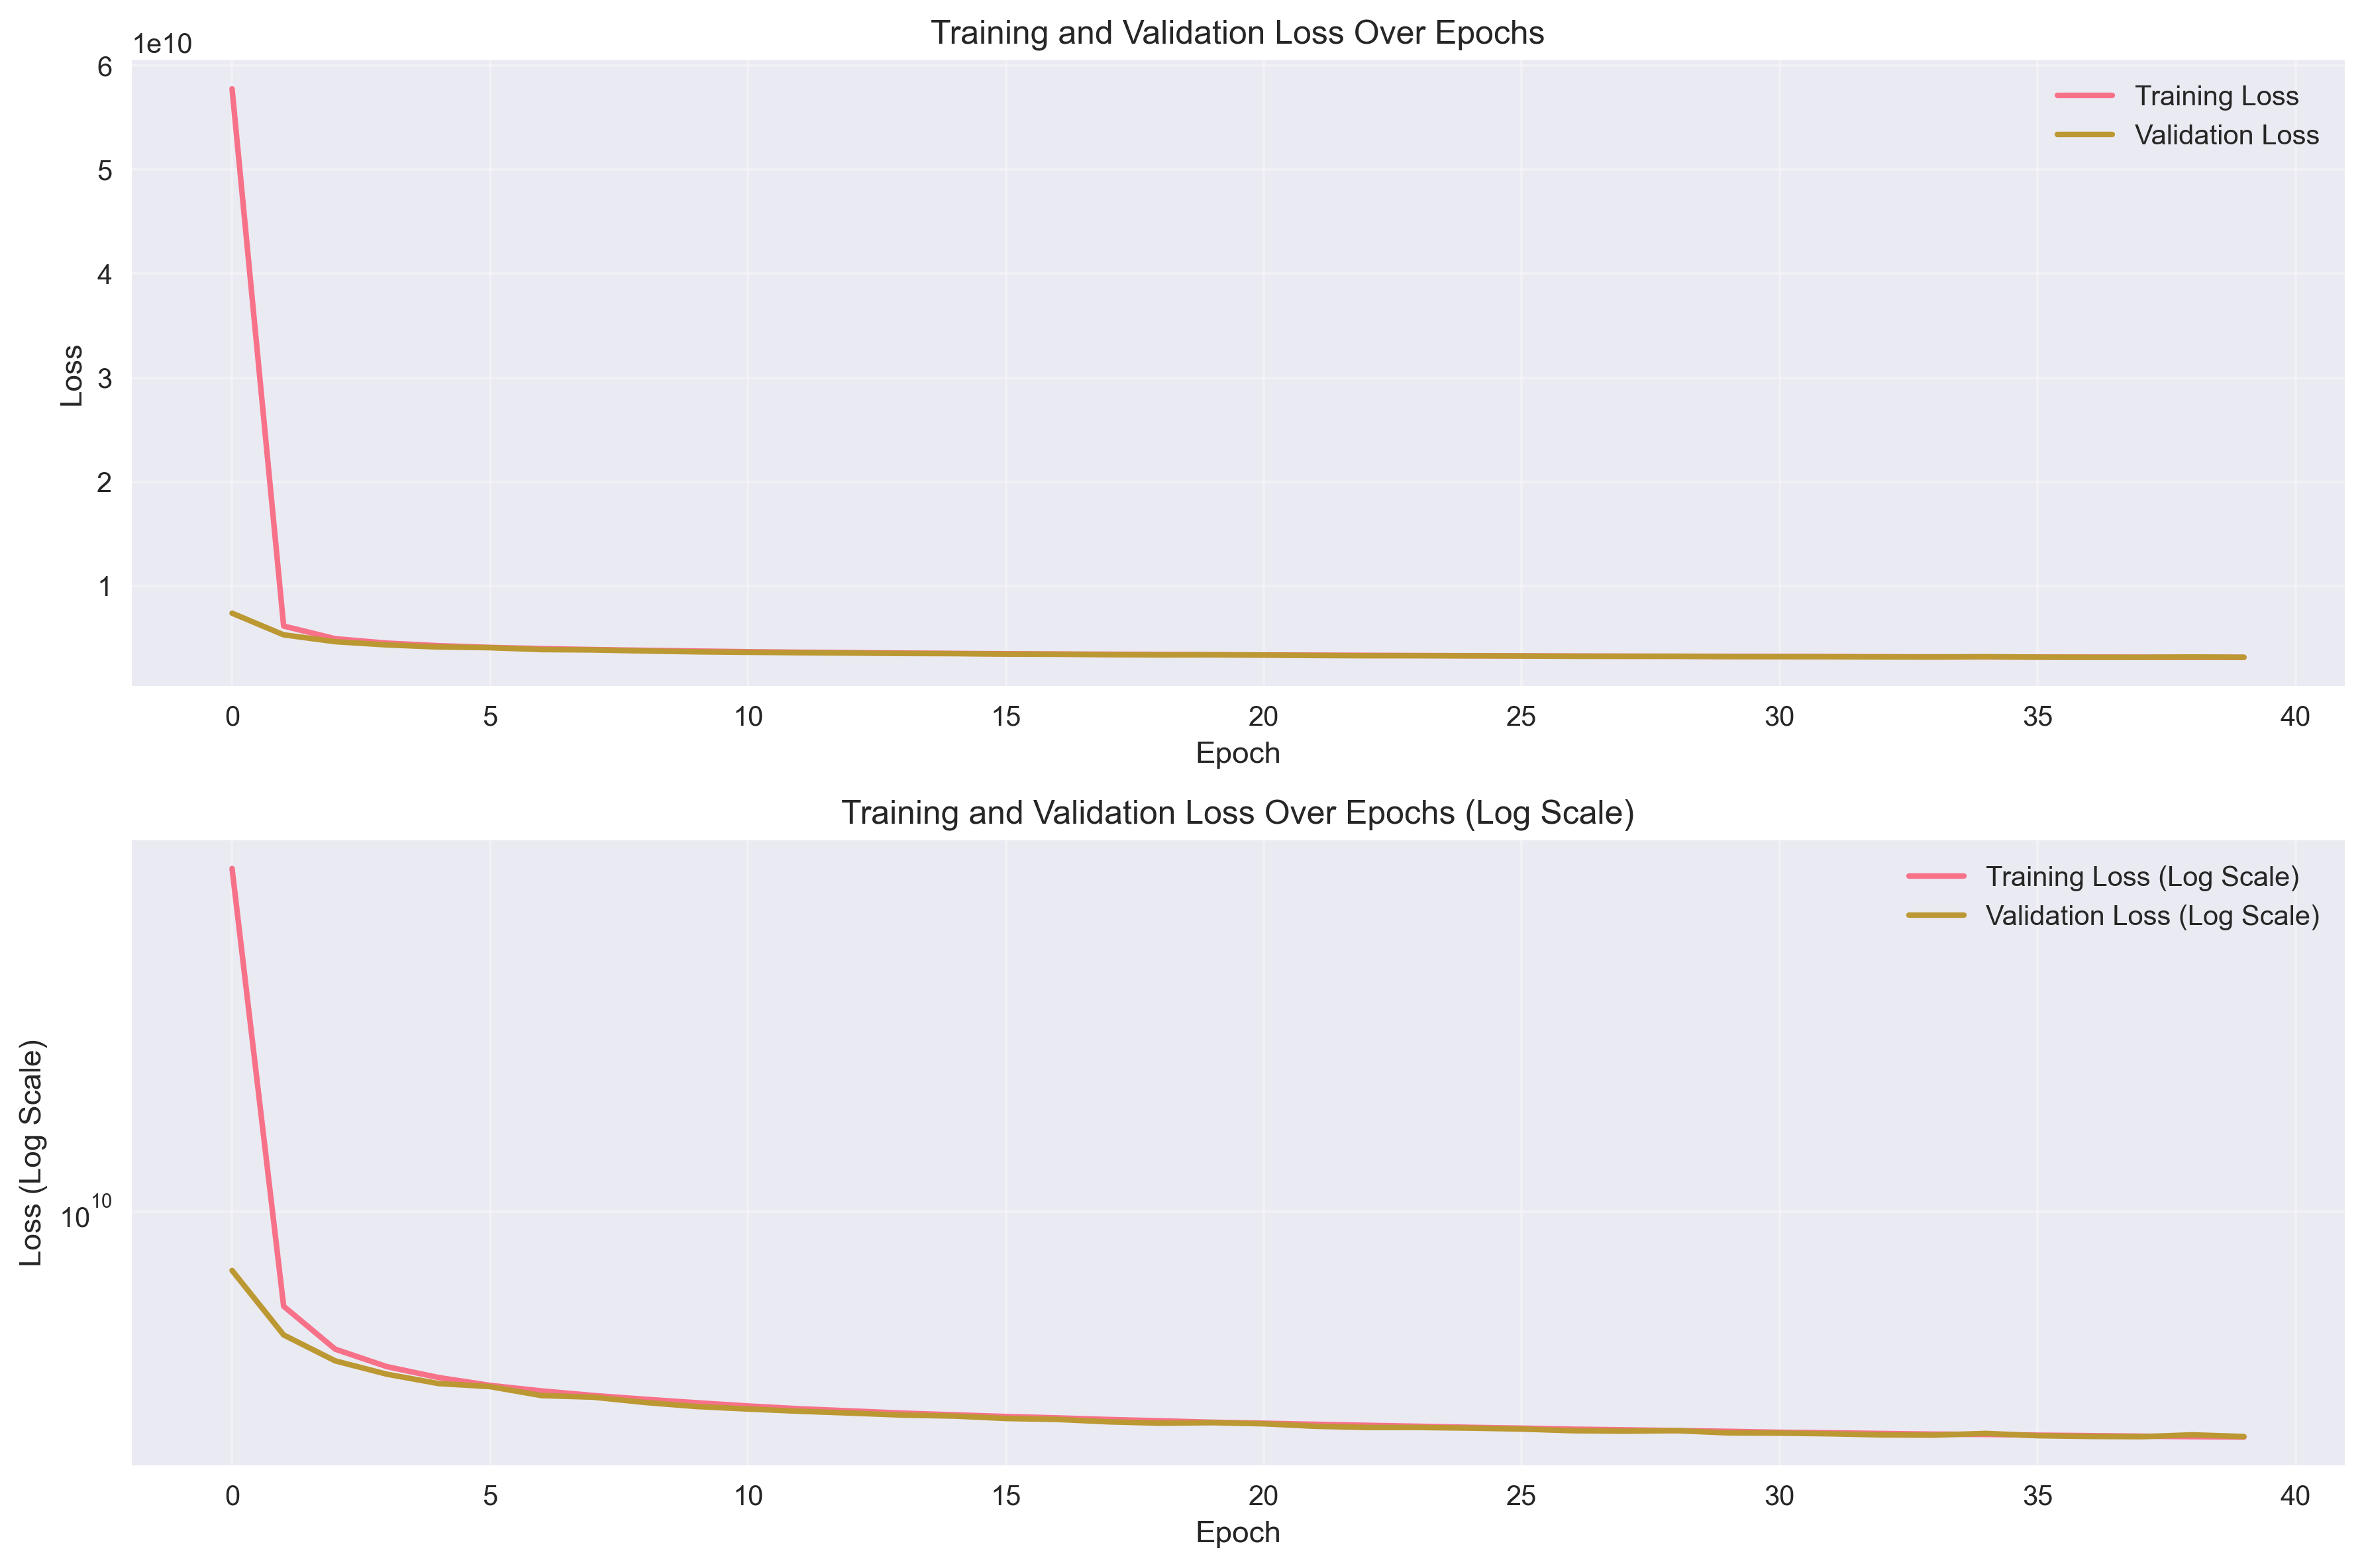 Training and Validation Loss Over Epochs
1e10
6
5
4
3
2
1
Loss
Training Loss
Validation Loss
0 5 10 15 20 25 30 35 40
Epoch
Training and Validation Loss Over Epochs (Log Scale)
Loss (Log Scale)
10^10
Training Loss (Log Scale)
Validation Loss (Log Scale)
0 5 10 15 20 25 30 35 40
Epoch